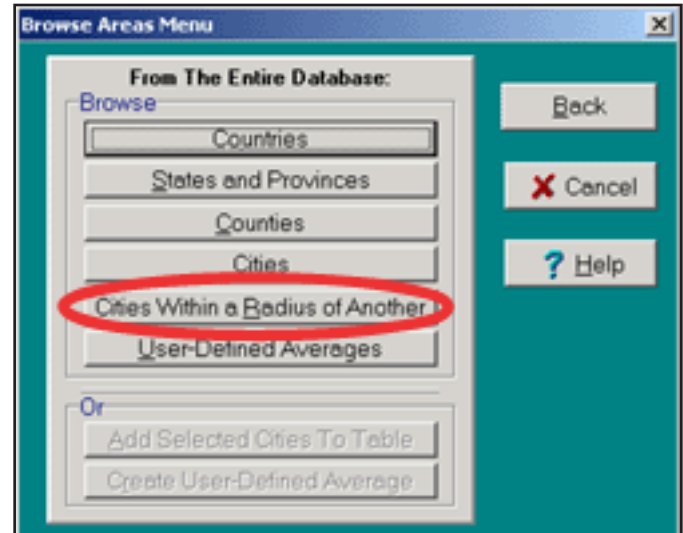 Browse Areas Menu
From The Entire Database:
Browse
Countries
States and Provinces
Counties
Cities
Cities Within a Radius of Another
User-Defined Averages
Or
Add Selected Cities To Table
Create User-Defined Average
Back
Cancel
Help